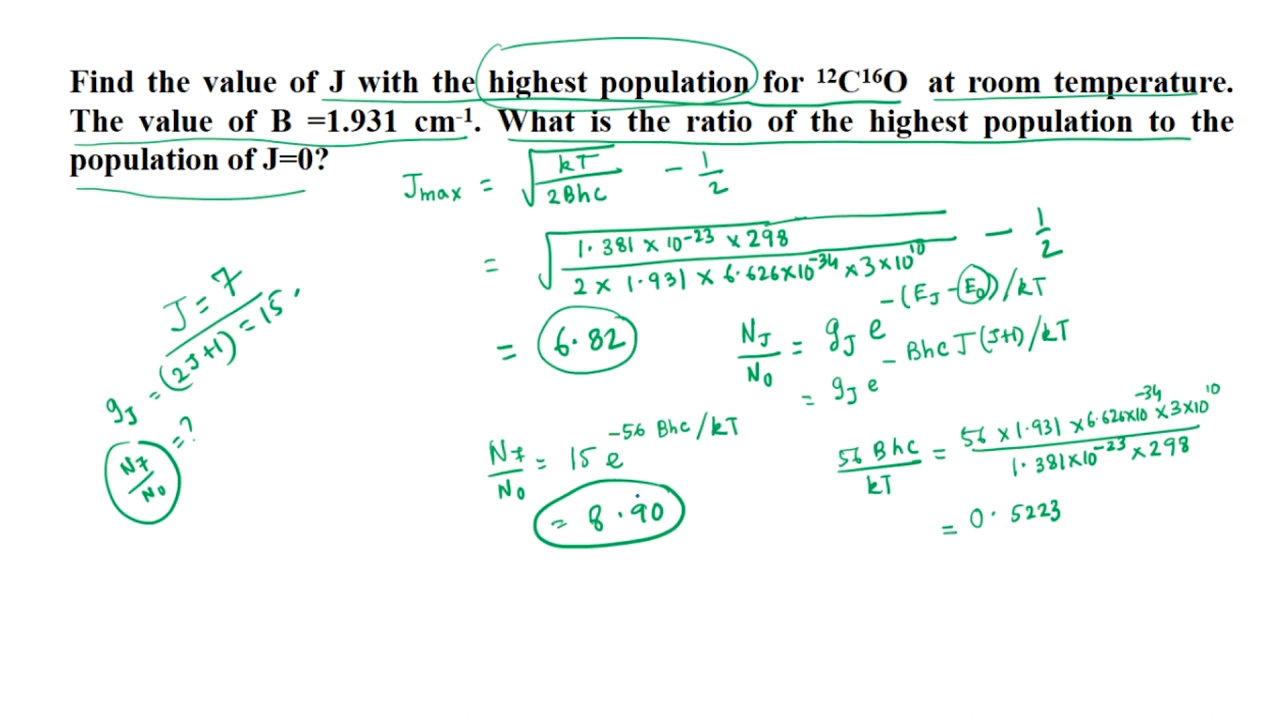 Find the value of J with the highest population for ¹²C¹⁶O at room temperature.
The value of B =1.931 cm⁻¹. What is the ratio of the highest population to the
population of J=0?
Jmax = √(kT / 2Bhc) - 1/2
= √(1.381 × 10⁻²³ × 298 / 2 × 1.931 × 6.626×10⁻³⁴ × 3×10¹⁰) - 1/2
= 6.82
J = 7
gJ = (2J+1) = 15
N7/N0 = ?
NJ/N0 = gJ e^-(EJ - E0)/kT
= gJ e^-BhcJ(J+1)/kT
N7/N0 = 15 e^-56 Bhc/kT
= 8.90
56 Bhc / kT = 56 × 1.931 × 6.626×10⁻³⁴ × 3×10¹⁰ / 1.381×10⁻²³ × 298
= 0.5223